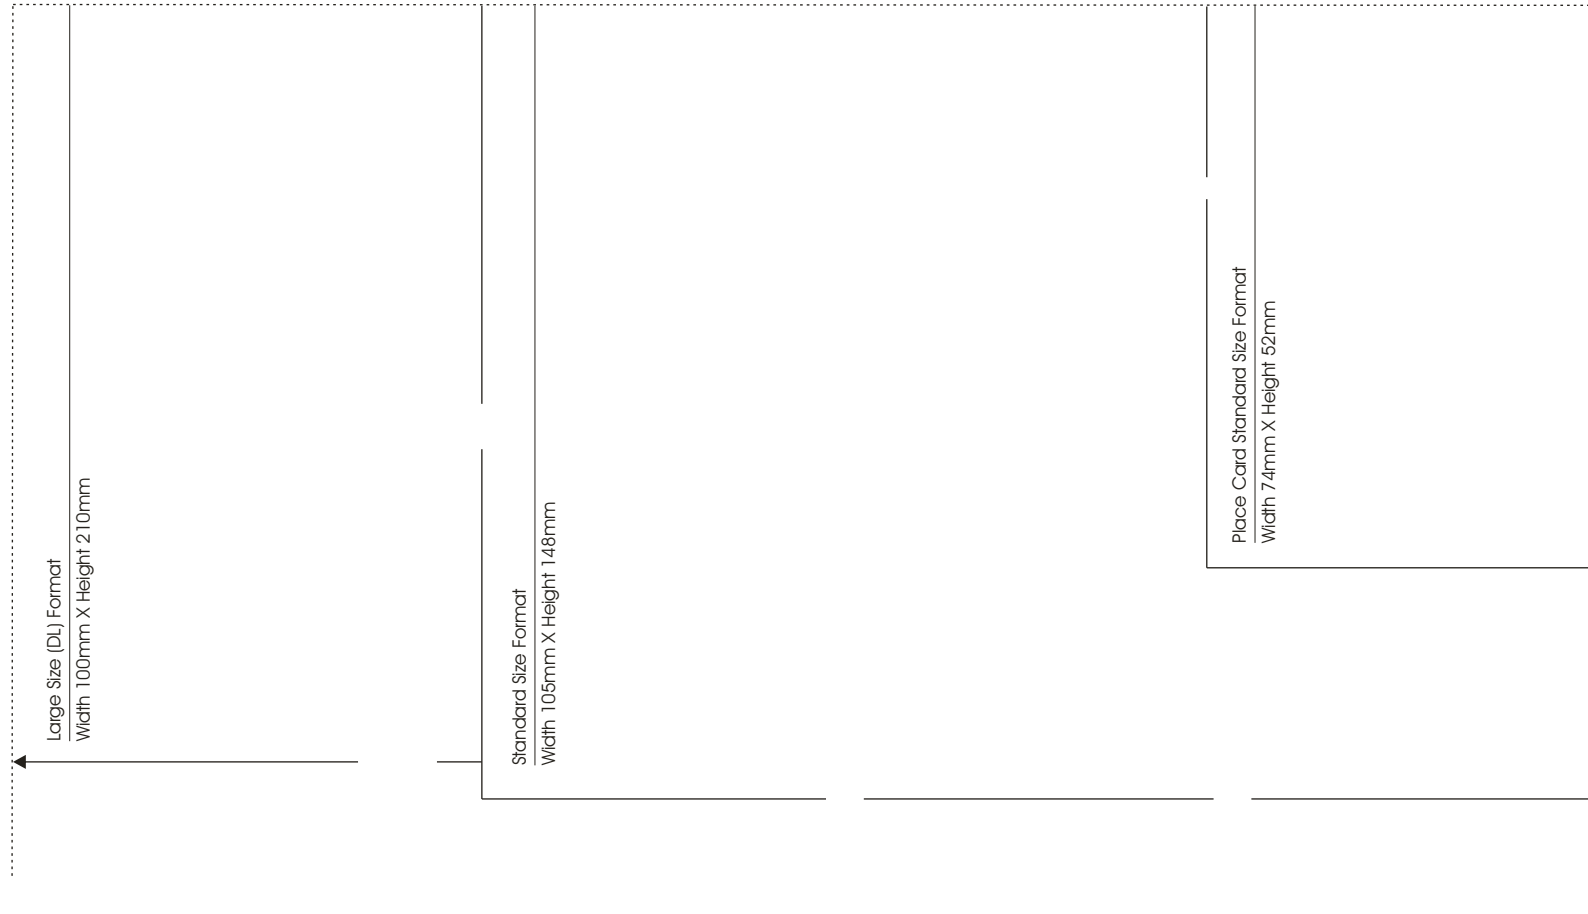 Large Size (DL) Format
Width 100mm X Height 210mm
Standard Size Format
Width 105mm X Height 148mm
Place Card Standard Size Format
Width 74mm X Height 52mm